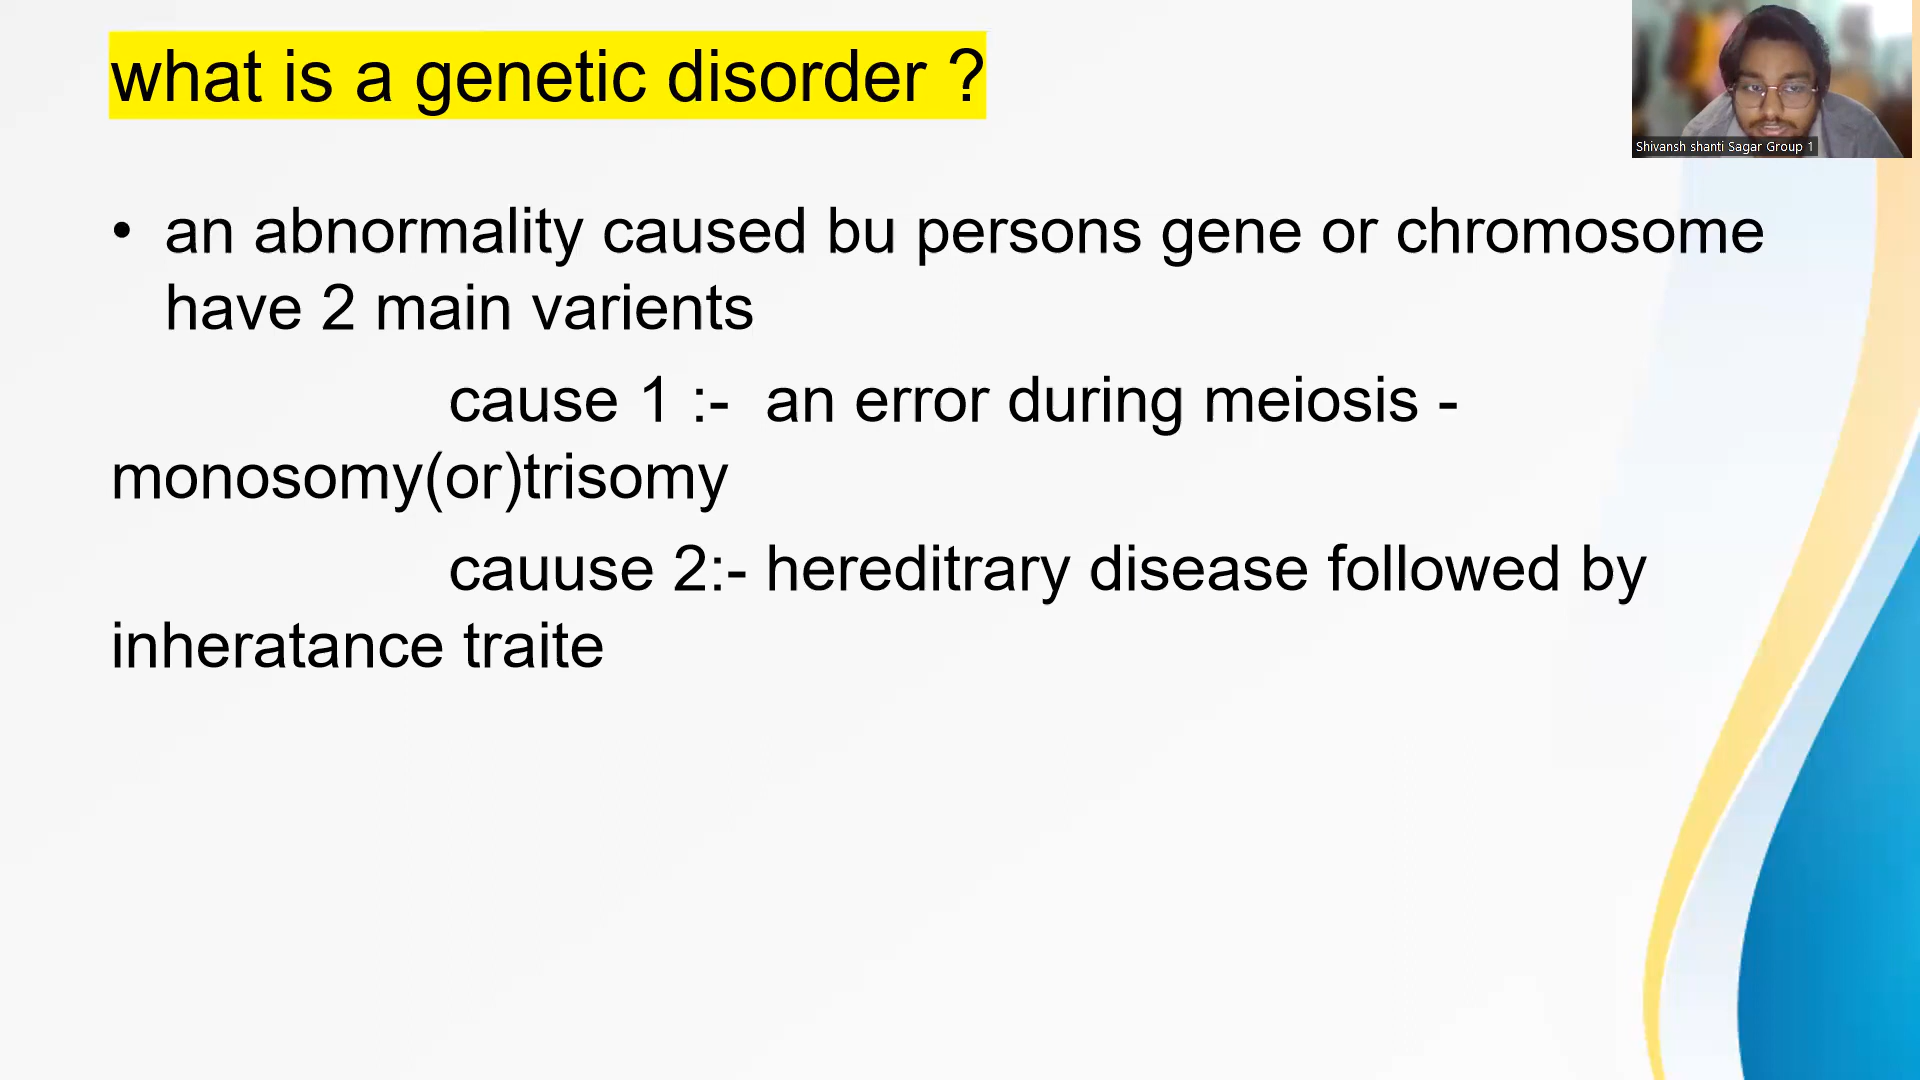 what is a genetic disorder ?
Shivansh shanti Sagar Group 1
• an abnormality caused bu persons gene or chromosome
have 2 main varients
cause 1 :-  an error during meiosis -
monosomy(or)trisomy
cauuse 2:- hereditrary disease followed by
inheratance traite